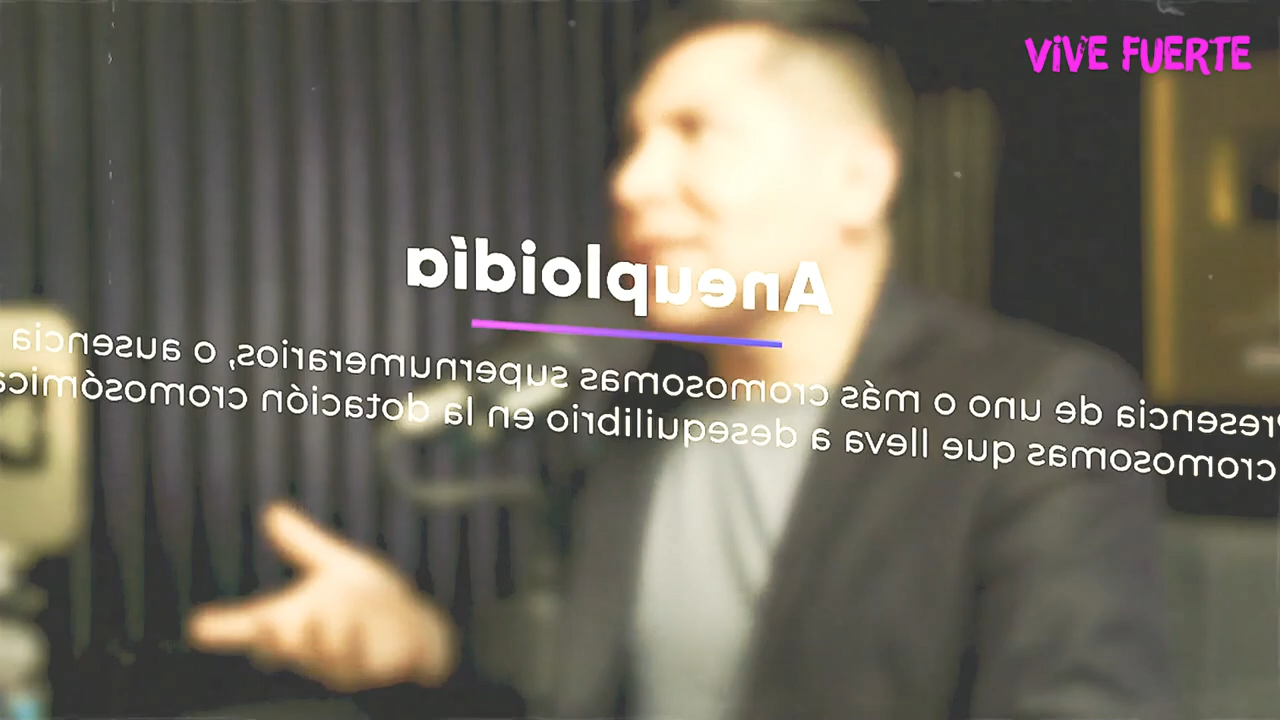 VIVE FUERTE
Aneuploidía
Presencia de uno o más cromosomas supernumerarios, o ausencia
cromosomas que lleva a desequilibrio en la dotación cromosómica